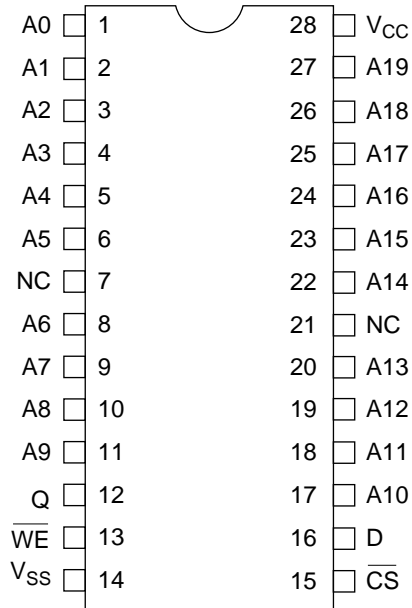 A0 1 28 VCC
A1 2 27 A19
A2 3 26 A18
A3 4 25 A17
A4 5 24 A16
A5 6 23 A15
NC 7 22 A14
A6 8 21 NC
A7 9 20 A13
A8 10 19 A12
A9 11 18 A11
Q 12 17 A10
W̅E̅ 13 16 D
VSS 14 15 C̅S̅